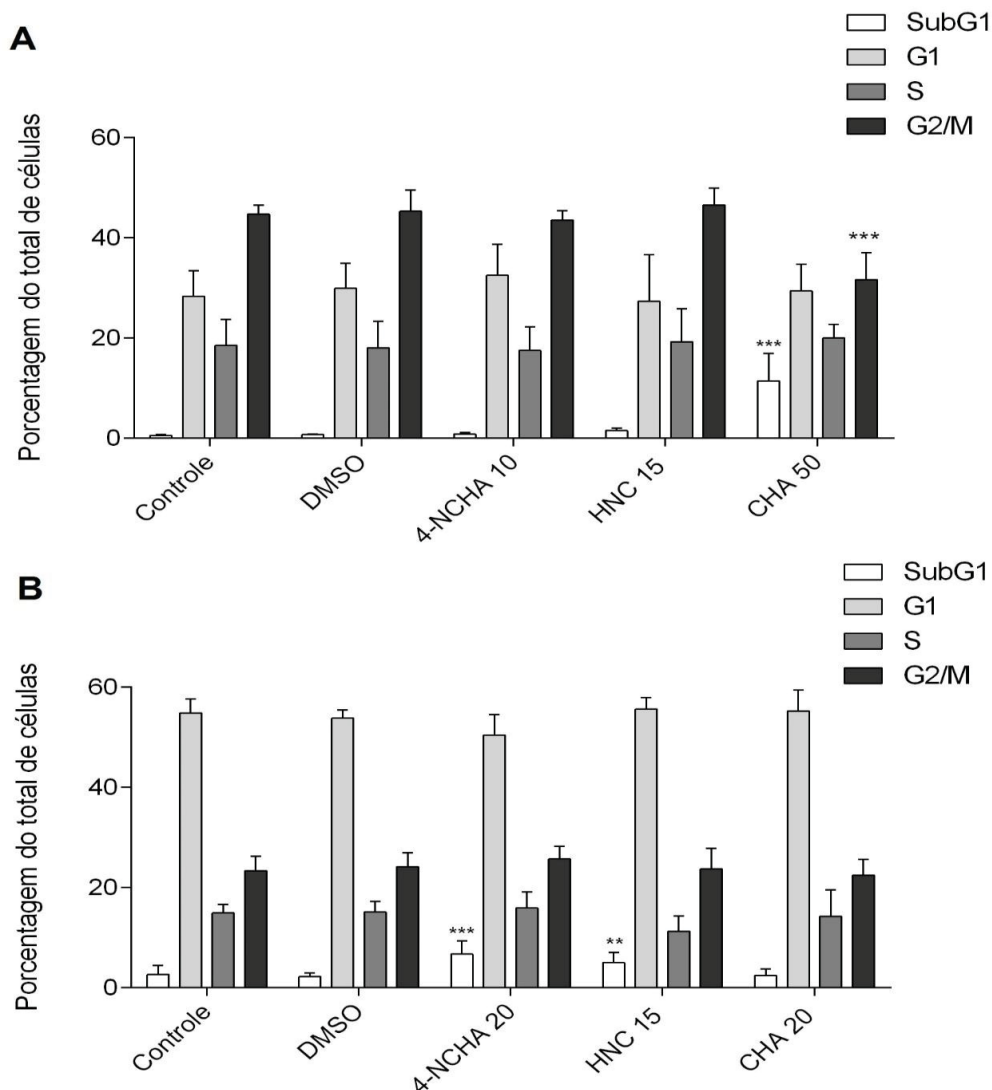 A
SubG1
G1
S
G2/M
Porcentagem do total de células
60
40
20
0
***
***
Controle
DMSO
4-NCHA 10
HNC 15
CHA 50
B
SubG1
G1
S
G2/M
Porcentagem do total de células
60
40
20
0
***
**
Controle
DMSO
4-NCHA 20
HNC 15
CHA 20